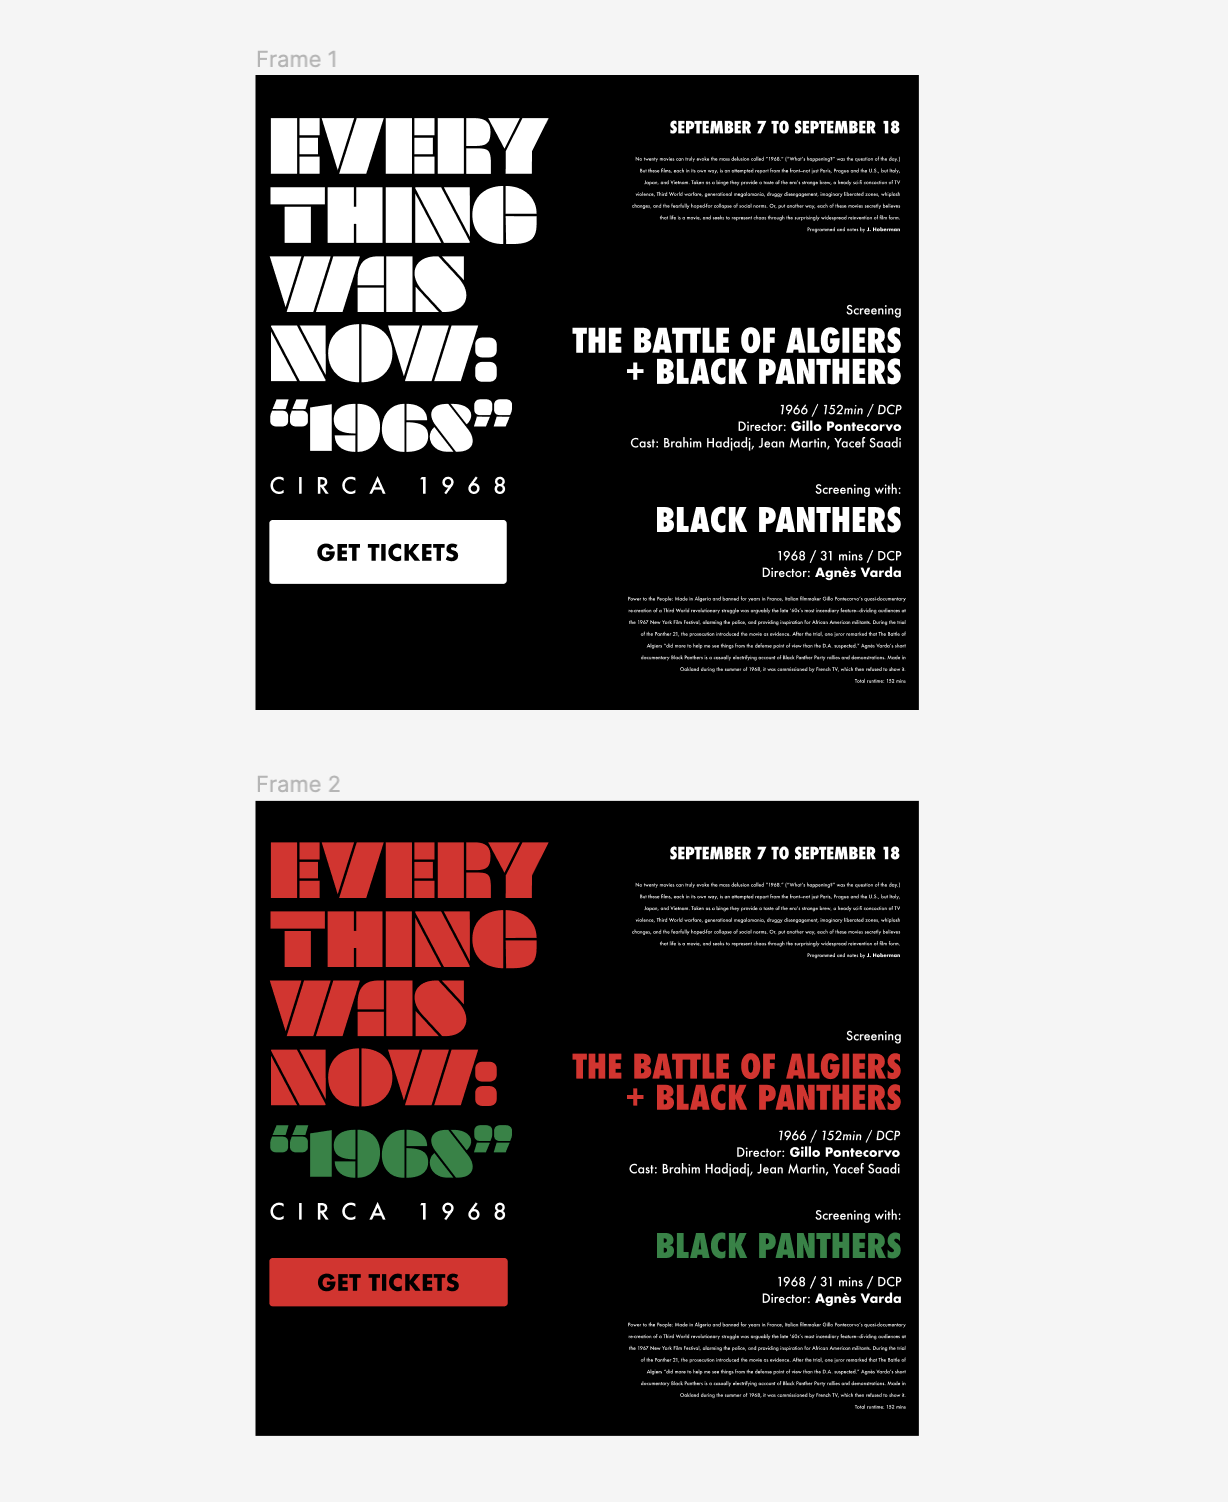 Frame 1
EVERY
THING
WAS
NOW:
“1968”
CIRCA 1968
GET TICKETS
SEPTEMBER 7 TO SEPTEMBER 18
No twenty movies can truly evoke the mass delusion called "1968." ("What's happening?" was the question of the day.)
But these films, each in its own way, is an attempted report from the front—not just Paris, Prague and the U.S., but Italy,
Japan, and Vietnam. Taken as a binge they provide a taste of the era's strange brew, a heady sci-fi concoction of TV
violence, Third World warfare, generational megalomania, druggy disengagement, imaginary liberated zones, whiplash
changes, and the fearfully hoped-for collapse of social norms. Or, put another way, each of these movies secretly believes
that life is a movie, and seeks to represent chaos through the surprisingly widespread reinvention of film form.
Programmed and notes by J. Hoberman
Screening
THE BATTLE OF ALGIERS
+ BLACK PANTHERS
1966 / 152min / DCP
Director: Gillo Pontecorvo
Cast: Brahim Hadjadj, Jean Martin, Yacef Saadi
Screening with:
BLACK PANTHERS
1968 / 31 mins / DCP
Director: Agnès Varda
Power to the People: Made in Algeria and banned for years in France, Italian filmmaker Gillo Pontecorvo's quasi-documentary
re-creation of a Third World revolutionary struggle was arguably the late '60s's most incendiary feature—dividing audiences at
the 1967 New York Film Festival, alarming the police, and providing inspiration for African American militants. During the trial
of the Panther 21, the prosecution introduced the movie as evidence. After the trial, one juror remarked that The Battle of
Algiers "did more to help me see things from the defense point of view than the D.A. suspected." Agnès Varda's short
documentary Black Panthers is a casually electrifying account of Black Panther Party rallies and demonstrations. Made in
Oakland during the summer of 1968, it was commissioned by French TV, which then refused to show it.
Total runtime: 152 mins
Frame 2
EVERY
THING
WAS
NOW:
“1968”
CIRCA 1968
GET TICKETS
SEPTEMBER 7 TO SEPTEMBER 18
No twenty movies can truly evoke the mass delusion called "1968." ("What's happening?" was the question of the day.)
But these films, each in its own way, is an attempted report from the front—not just Paris, Prague and the U.S., but Italy,
Japan, and Vietnam. Taken as a binge they provide a taste of the era's strange brew, a heady sci-fi concoction of TV
violence, Third World warfare, generational megalomania, druggy disengagement, imaginary liberated zones, whiplash
changes, and the fearfully hoped-for collapse of social norms. Or, put another way, each of these movies secretly believes
that life is a movie, and seeks to represent chaos through the surprisingly widespread reinvention of film form.
Programmed and notes by J. Hoberman
Screening
THE BATTLE OF ALGIERS
+ BLACK PANTHERS
1966 / 152min / DCP
Director: Gillo Pontecorvo
Cast: Brahim Hadjadj, Jean Martin, Yacef Saadi
Screening with:
BLACK PANTHERS
1968 / 31 mins / DCP
Director: Agnès Varda
Power to the People: Made in Algeria and banned for years in France, Italian filmmaker Gillo Pontecorvo's quasi-documentary
re-creation of a Third World revolutionary struggle was arguably the late '60s's most incendiary feature—dividing audiences at
the 1967 New York Film Festival, alarming the police, and providing inspiration for African American militants. During the trial
of the Panther 21, the prosecution introduced the movie as evidence. After the trial, one juror remarked that The Battle of
Algiers "did more to help me see things from the defense point of view than the D.A. suspected." Agnès Varda's short
documentary Black Panthers is a casually electrifying account of Black Panther Party rallies and demonstrations. Made in
Oakland during the summer of 1968, it was commissioned by French TV, which then refused to show it.
Total runtime: 152 mins